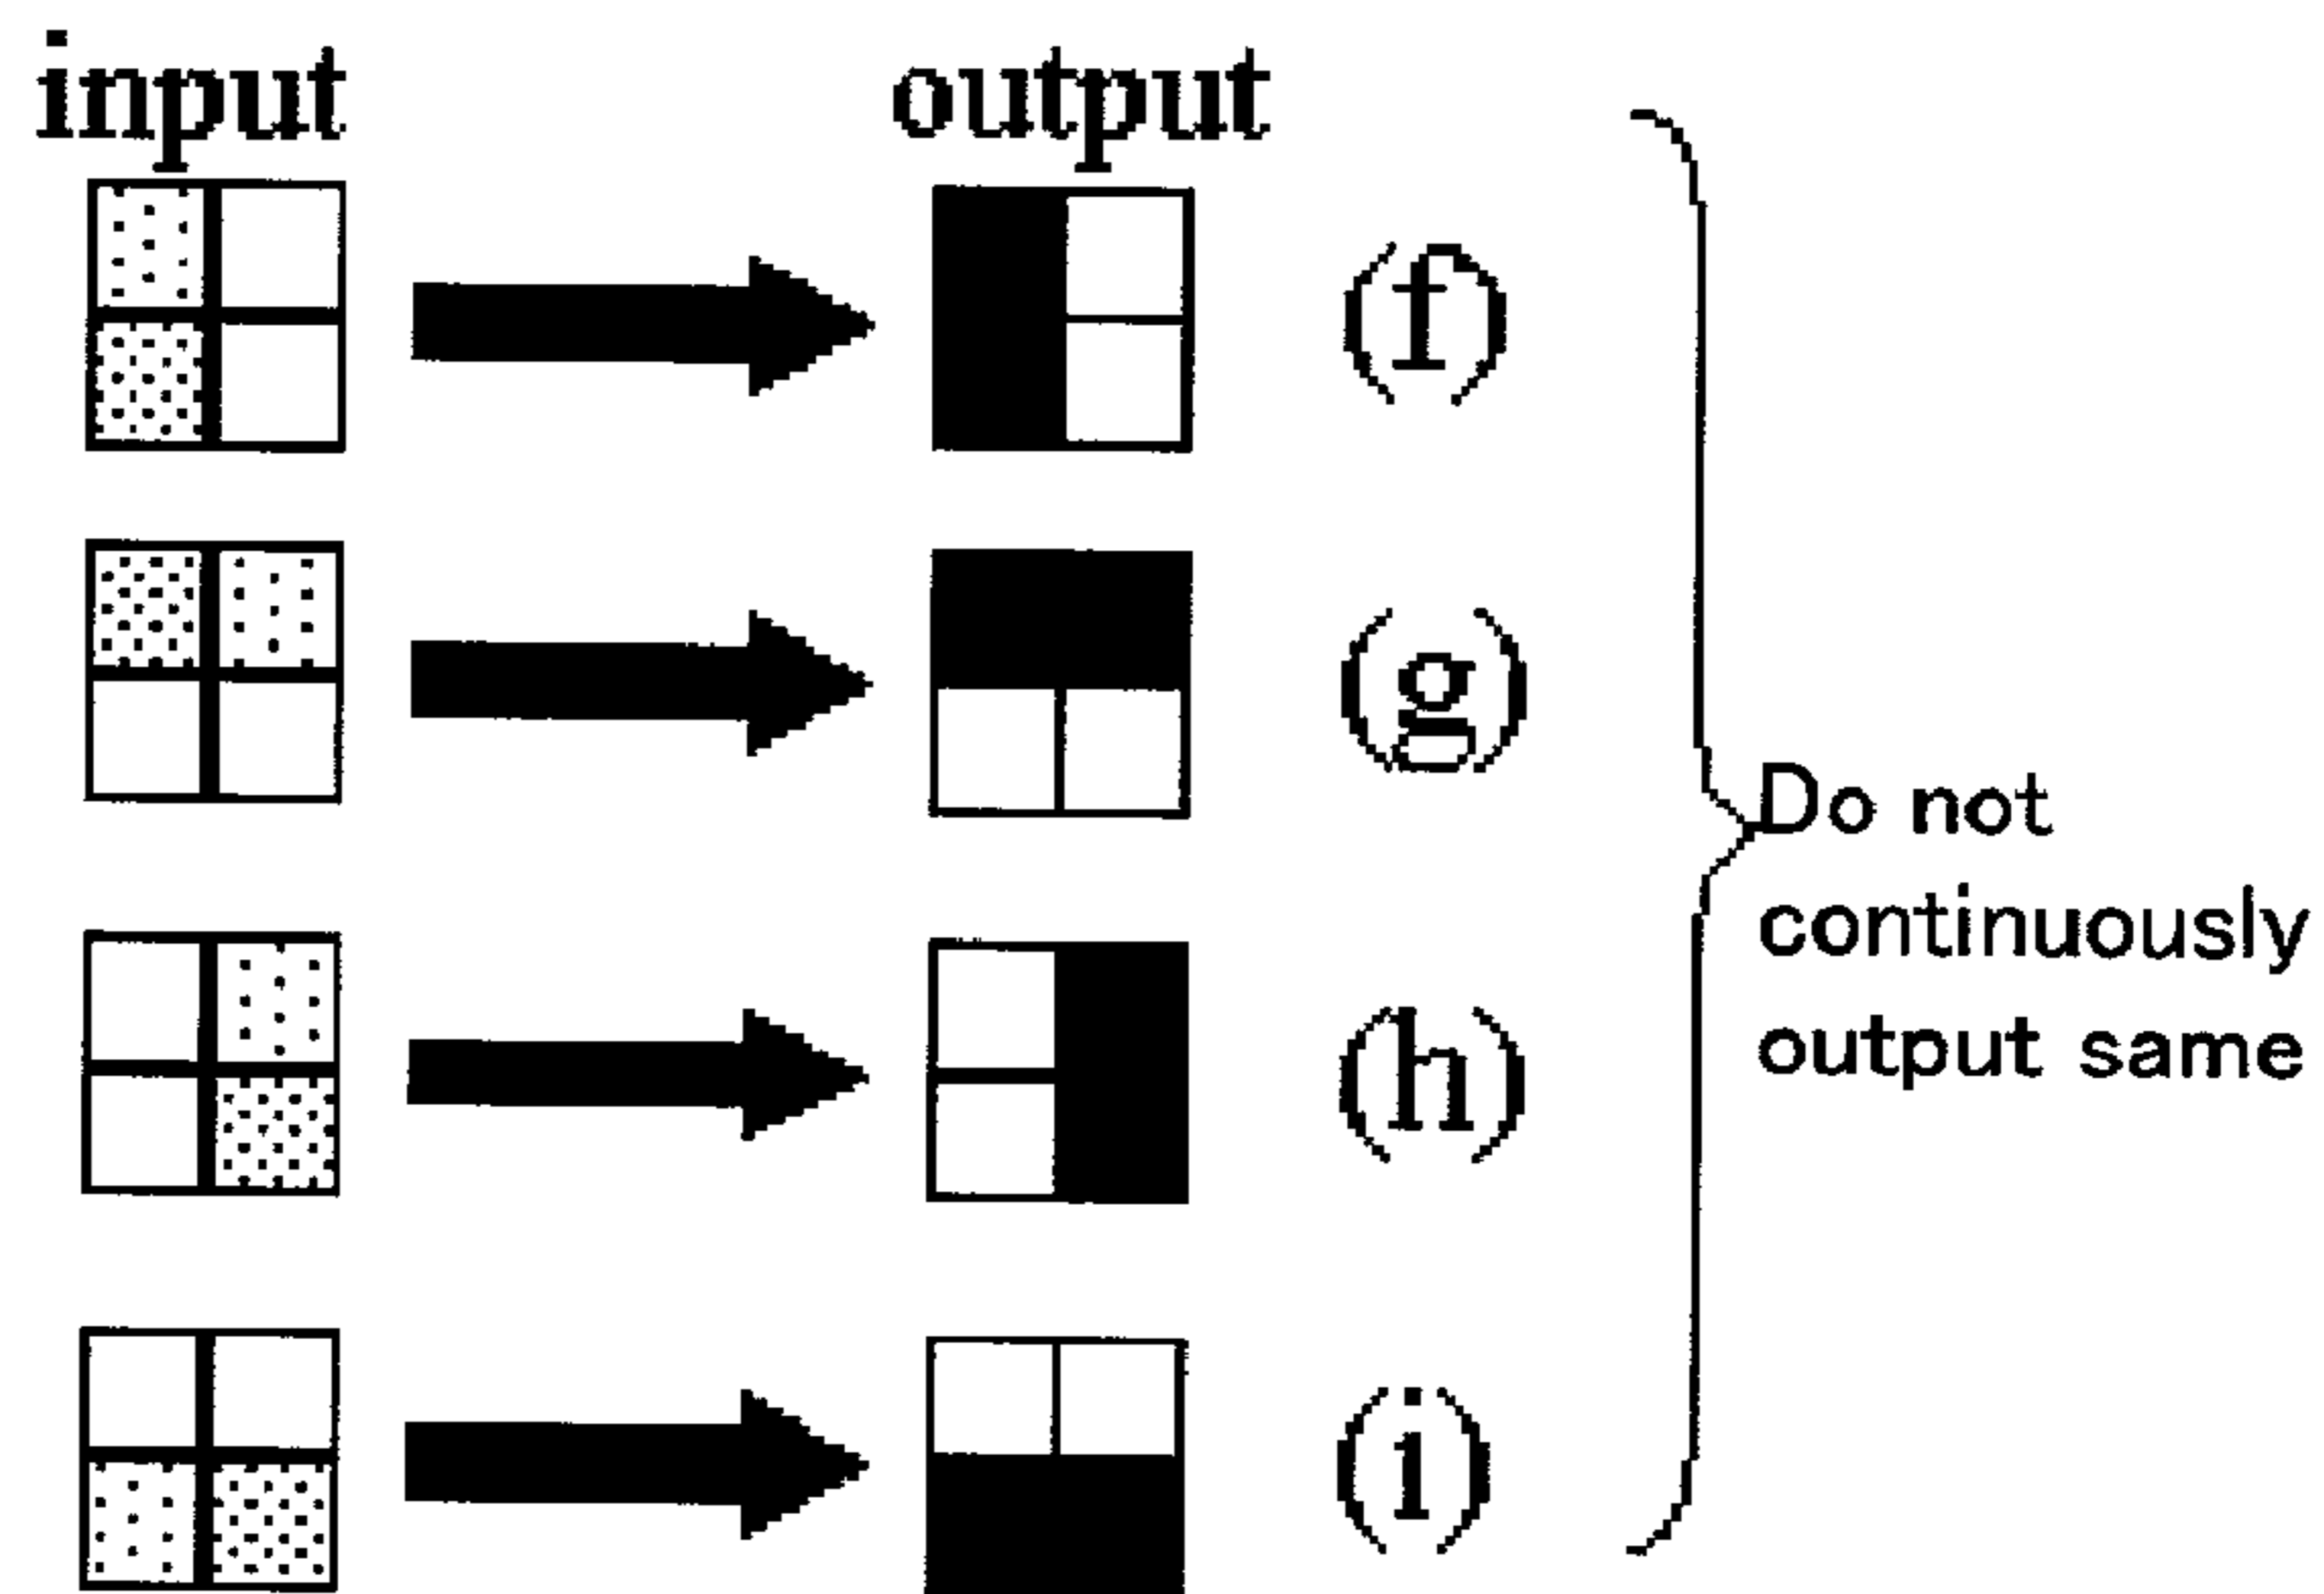 input output
(f)
(g)
(h)
(i)
Do not
continuously
output same